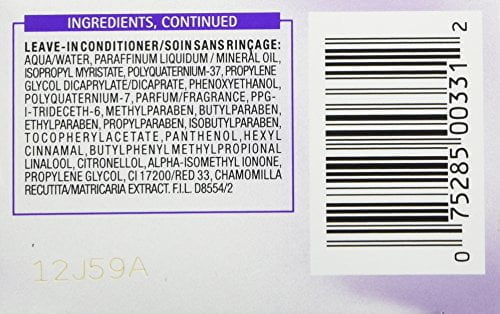 INGREDIENTS, CONTINUED
LEAVE-IN CONDITIONER/SOIN SANS RINÇAGE:
AQUA/WATER, PARAFFINUM LIQUIDUM / MINERAL OIL,
ISOPROPYL MYRISTATE, POLYQUATERNIUM-37, PROPYLENE
GLYCOL DICAPRYLATE/DICAPRATE, PHENOXYETHANOL,
POLYQUATERNIUM-7, PARFUM/FRAGRANCE, PPG-
I-TRIDECETH-6, METHYLPARABEN, BUTYLPARABEN,
ETHYLPARABEN, PROPYLPARABEN, ISOBUTYLPARABEN,
TOCOPHERYLACETATE, PANTHENOL, HEXYL
CINNAMAL, BUTYLPHENYL METHYLPROPIONAL
LINALOOL, CITRONELLOL, ALPHA-ISOMETHYL IONONE,
PROPYLENE GLYCOL, CI 17200/RED 33, CHAMOMILLA
RECUTITA/MATRICARIA EXTRACT. F.I.L. D8554/2
12J59A
0 75285 00331 2